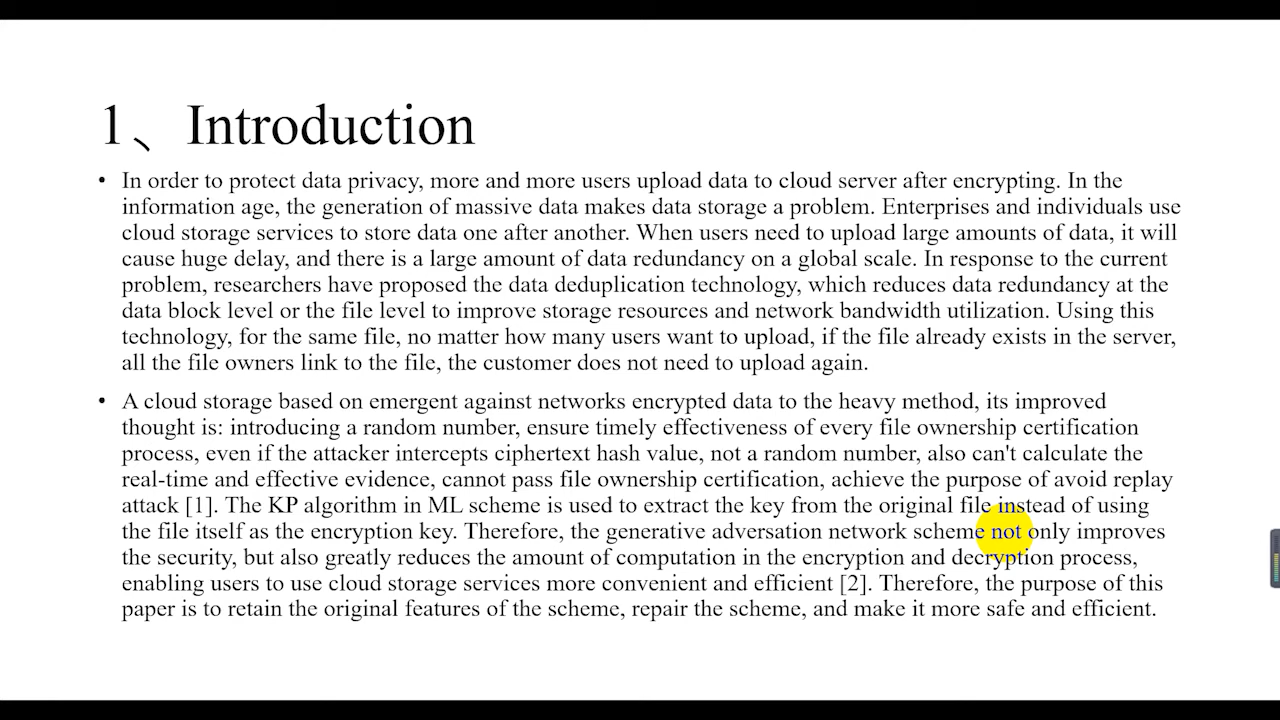 1、Introduction
• In order to protect data privacy, more and more users upload data to cloud server after encrypting. In the
information age, the generation of massive data makes data storage a problem. Enterprises and individuals use
cloud storage services to store data one after another. When users need to upload large amounts of data, it will
cause huge delay, and there is a large amount of data redundancy on a global scale. In response to the current
problem, researchers have proposed the data deduplication technology, which reduces data redundancy at the
data block level or the file level to improve storage resources and network bandwidth utilization. Using this
technology, for the same file, no matter how many users want to upload, if the file already exists in the server,
all the file owners link to the file, the customer does not need to upload again.
• A cloud storage based on emergent against networks encrypted data to the heavy method, its improved
thought is: introducing a random number, ensure timely effectiveness of every file ownership certification
process, even if the attacker intercepts ciphertext hash value, not a random number, also can't calculate the
real-time and effective evidence, cannot pass file ownership certification, achieve the purpose of avoid replay
attack [1]. The KP algorithm in ML scheme is used to extract the key from the original file instead of using
the file itself as the encryption key. Therefore, the generative adversation network scheme not only improves
the security, but also greatly reduces the amount of computation in the encryption and decryption process,
enabling users to use cloud storage services more convenient and efficient [2]. Therefore, the purpose of this
paper is to retain the original features of the scheme, repair the scheme, and make it more safe and efficient.